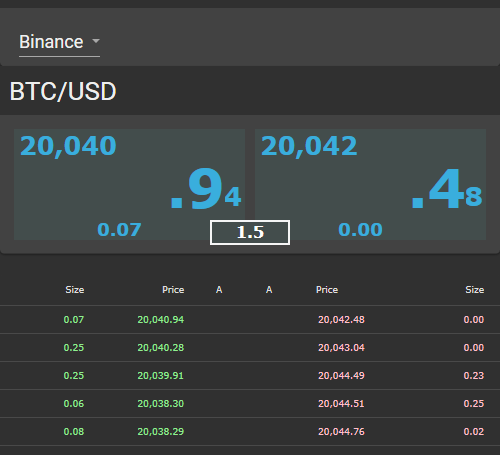 Binance
BTC/USD
20,040 .94 0.07
20,042 .48 0.00
1.5
Size Price A A Price Size
0.07 20,040.94 20,042.48 0.00
0.25 20,040.28 20,043.04 0.00
0.25 20,039.91 20,044.49 0.23
0.06 20,038.30 20,044.51 0.25
0.08 20,038.29 20,044.76 0.02